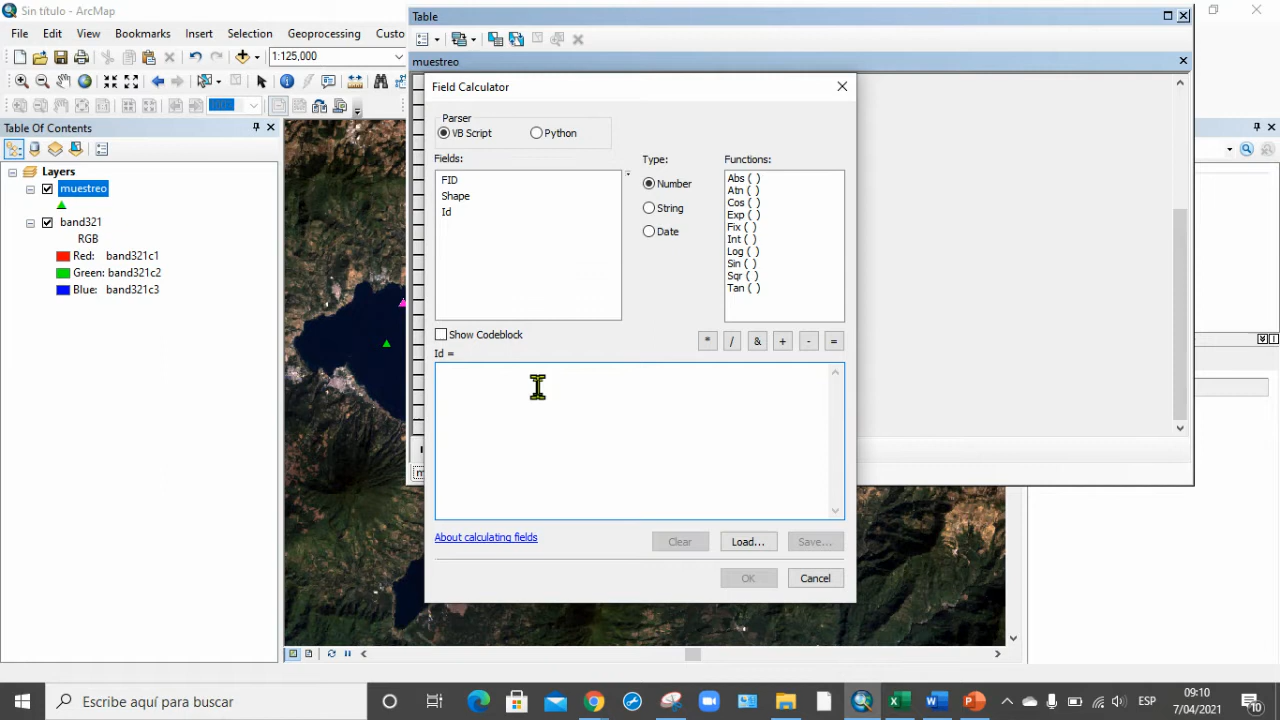 Sin título - ArcMap
File Edit View Bookmarks Insert Selection Geoprocessing Custo
1:125,000
Table
muestreo
Table Of Contents
Layers
muestreo
band321
RGB
Red: band321c1
Green: band321c2
Blue: band321c3
Field Calculator
Parser
VB Script Python
Fields: Type: Functions:
FID
Shape
Id
Number
String
Date
Abs ( )
Atn ( )
Cos ( )
Exp ( )
Fix ( )
Int ( )
Log ( )
Sin ( )
Sqr ( )
Tan ( )
Show Codeblock
* / & + - =
Id =
About calculating fields
Clear Load... Save...
OK Cancel
Escribe aquí para buscar
ESP
09:10
7/04/2021
10